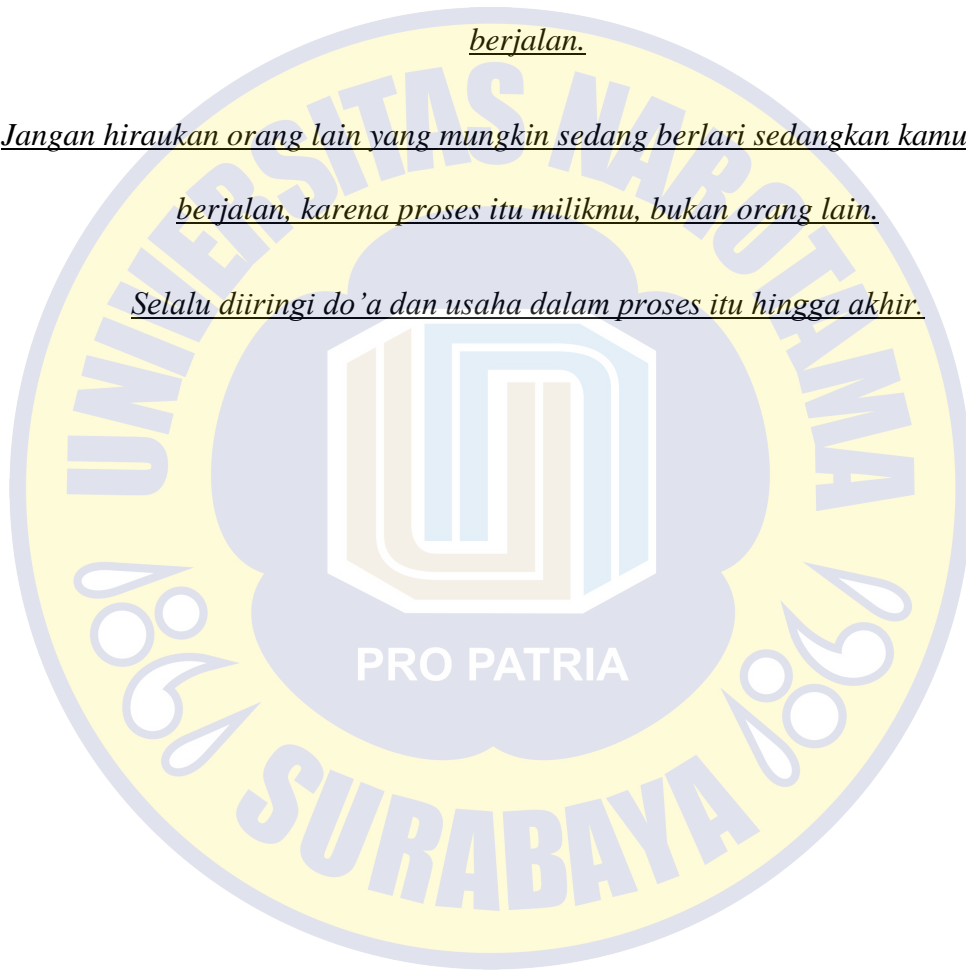 berjalan.
Jangan hiraukan orang lain yang mungkin sedang berlari sedangkan kamu
berjalan, karena proses itu milikmu, bukan orang lain.
Selalu diiringi do’a dan usaha dalam proses itu hingga akhir.
UNIVERSITAS NAROTAMA
PRO PATRIA
SURABAYA